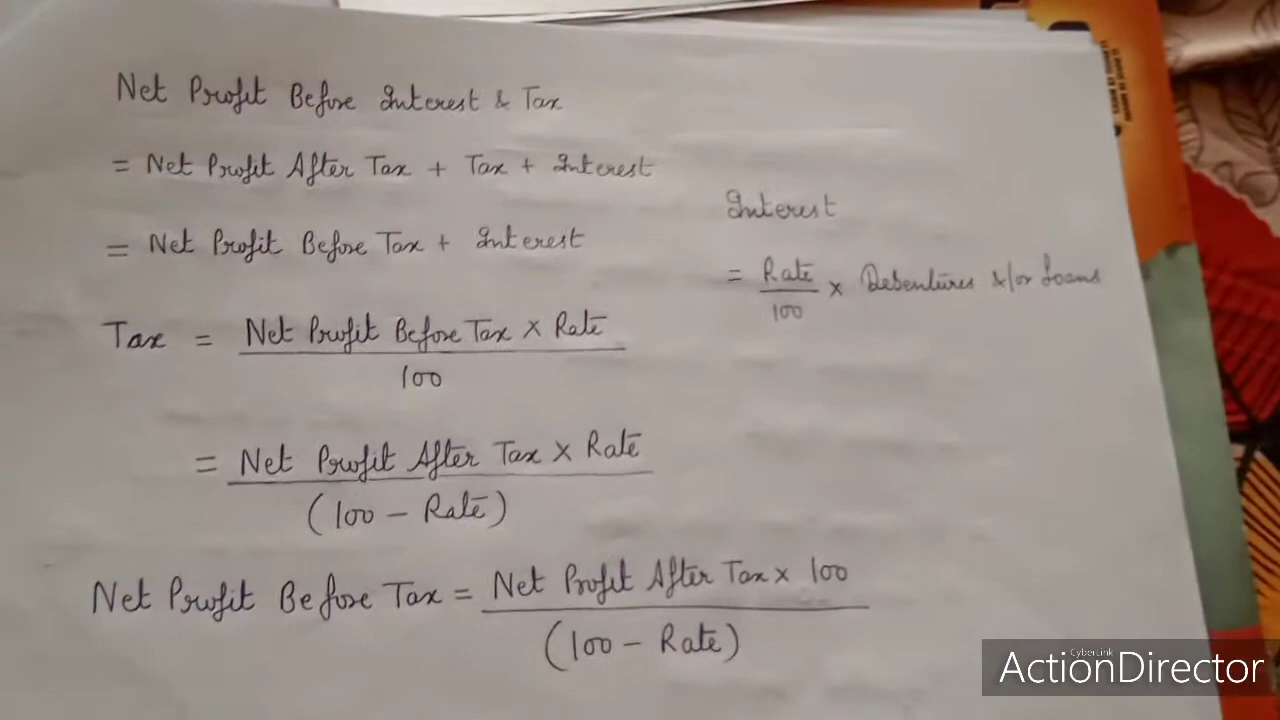 Net Profit Before Interest & Tax
= Net Profit After Tax + Tax + Interest
= Net Profit Before Tax + Interest
Interest
= Rate/100 × Debentures &/or Loans
Tax = Net Profit Before Tax × Rate
100
= Net Profit After Tax × Rate
(100 - Rate)
Net Profit Before Tax = Net Profit After Tax × 100
(100 - Rate)
CyberLink
ActionDirector